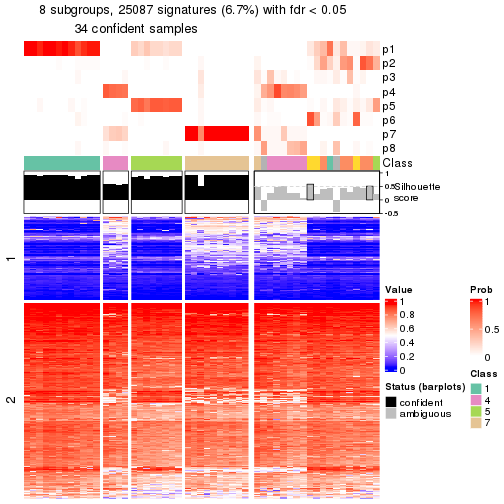 8 subgroups, 25087 signatures (6.7%) with fdr < 0.05
34 confident samples
p1
p2
p3
p4
p5
p6
p7
p8
Class
1
0.5
0
-0.5
Silhouette
score
1
2
Value
1
0.8
0.6
0.4
0.2
0
Prob
1
0.5
0
Status (barplots)
confident
ambiguous
Class
1
4
5
7